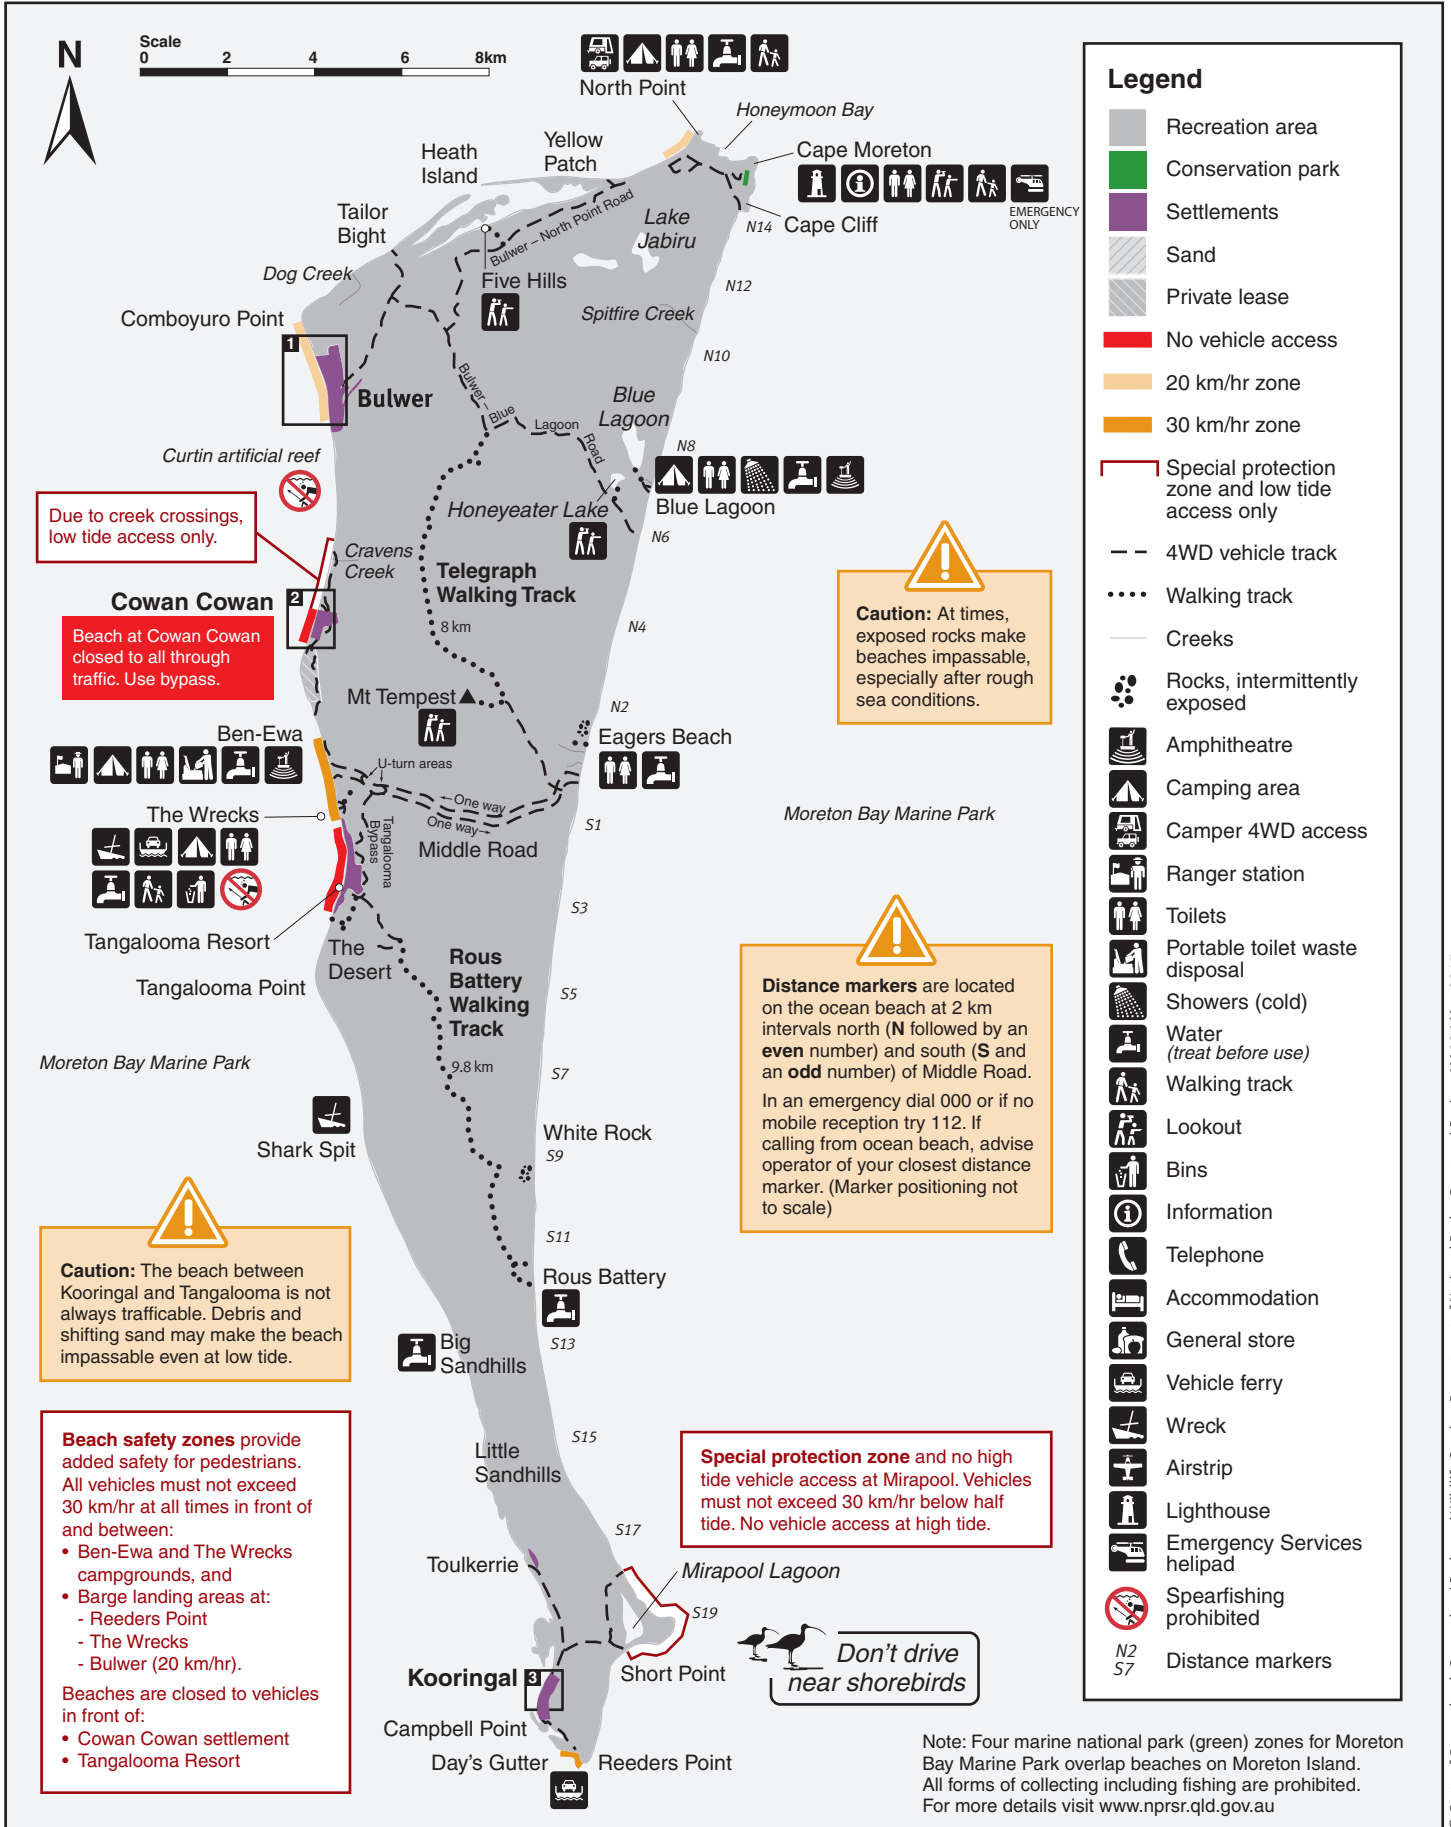 N
Scale
0 2 4 6 8km
North Point
Honeymoon Bay
Yellow
Patch
Heath
Island
Cape Moreton
EMERGENCY
ONLY
Tailor
Bight
Lake
Jabiru
N14
Cape Cliff
Bulwer – North Point Road
Dog Creek
Five Hills
N12
Comboyuro Point
Spitfire Creek
1
N10
Bulwer
Bulwer –
Blue
Lagoon
Road
Blue
Lagoon
N8
Curtin artificial reef
Honeyeater Lake
Blue Lagoon
N6
Due to creek crossings,
low tide access only.
Cravens
Creek
Telegraph
Walking Track
Cowan Cowan
2
8 km
N4
Beach at Cowan Cowan
closed to all through
traffic. Use bypass.
Caution: At times,
exposed rocks make
beaches impassable,
especially after rough
sea conditions.
Mt Tempest
N2
Ben-Ewa
Eagers Beach
U-turn areas
One way
One way
The Wrecks
Tangalooma
Bypass
Middle Road
S1
Moreton Bay Marine Park
S3
Tangalooma Resort
The
Desert
Rous
Battery
Walking
Track
Tangalooma Point
S5
Distance markers are located
on the ocean beach at 2 km
intervals north (N followed by an
even number) and south (S and
an odd number) of Middle Road.
In an emergency dial 000 or if no
mobile reception try 112. If
calling from ocean beach, advise
operator of your closest distance
marker. (Marker positioning not
to scale)
Moreton Bay Marine Park
9.8 km
S7
Shark Spit
White Rock
S9
S11
Caution: The beach between
Kooringal and Tangalooma is not
always trafficable. Debris and
shifting sand may make the beach
impassable even at low tide.
Rous Battery
Big
Sandhills
S13
Beach safety zones provide
added safety for pedestrians.
All vehicles must not exceed
30 km/hr at all times in front of
and between:
• Ben-Ewa and The Wrecks
campgrounds, and
• Barge landing areas at:
- Reeders Point
- The Wrecks
- Bulwer (20 km/hr).
Beaches are closed to vehicles
in front of:
• Cowan Cowan settlement
• Tangalooma Resort
S15
Little
Sandhills
Special protection zone and no high
tide vehicle access at Mirapool. Vehicles
must not exceed 30 km/hr below half
tide. No vehicle access at high tide.
S17
Toulkerrie
Mirapool Lagoon
S19
Don't drive
near shorebirds
Short Point
Kooringal
3
Campbell Point
Day's Gutter
Reeders Point
Note: Four marine national park (green) zones for Moreton
Bay Marine Park overlap beaches on Moreton Island.
All forms of collecting including fishing are prohibited.
For more details visit www.nprsr.qld.gov.au
Legend
Recreation area
Conservation park
Settlements
Sand
Private lease
No vehicle access
20 km/hr zone
30 km/hr zone
Special protection
zone and low tide
access only
4WD vehicle track
Walking track
Creeks
Rocks, intermittently
exposed
Amphitheatre
Camping area
Camper 4WD access
Ranger station
Toilets
Portable toilet waste
disposal
Showers (cold)
Water
(treat before use)
Walking track
Lookout
Bins
Information
Telephone
Accommodation
General store
Vehicle ferry
Wreck
Airstrip
Lighthouse
Emergency Services
helipad
Spearfishing
prohibited
N2
S7
Distance markers